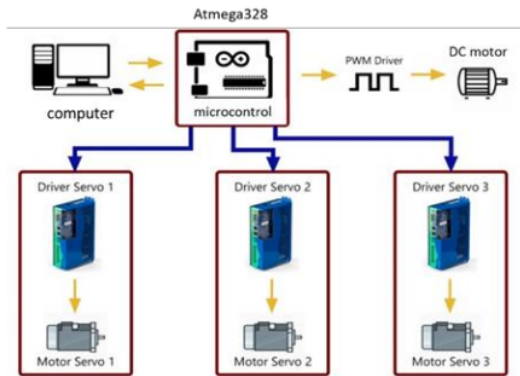 Atmega328
computer
microcontrol
PWM Driver
DC motor
Driver Servo 1
Driver Servo 2
Driver Servo 3
Motor Servo 1
Motor Servo 2
Motor Servo 3